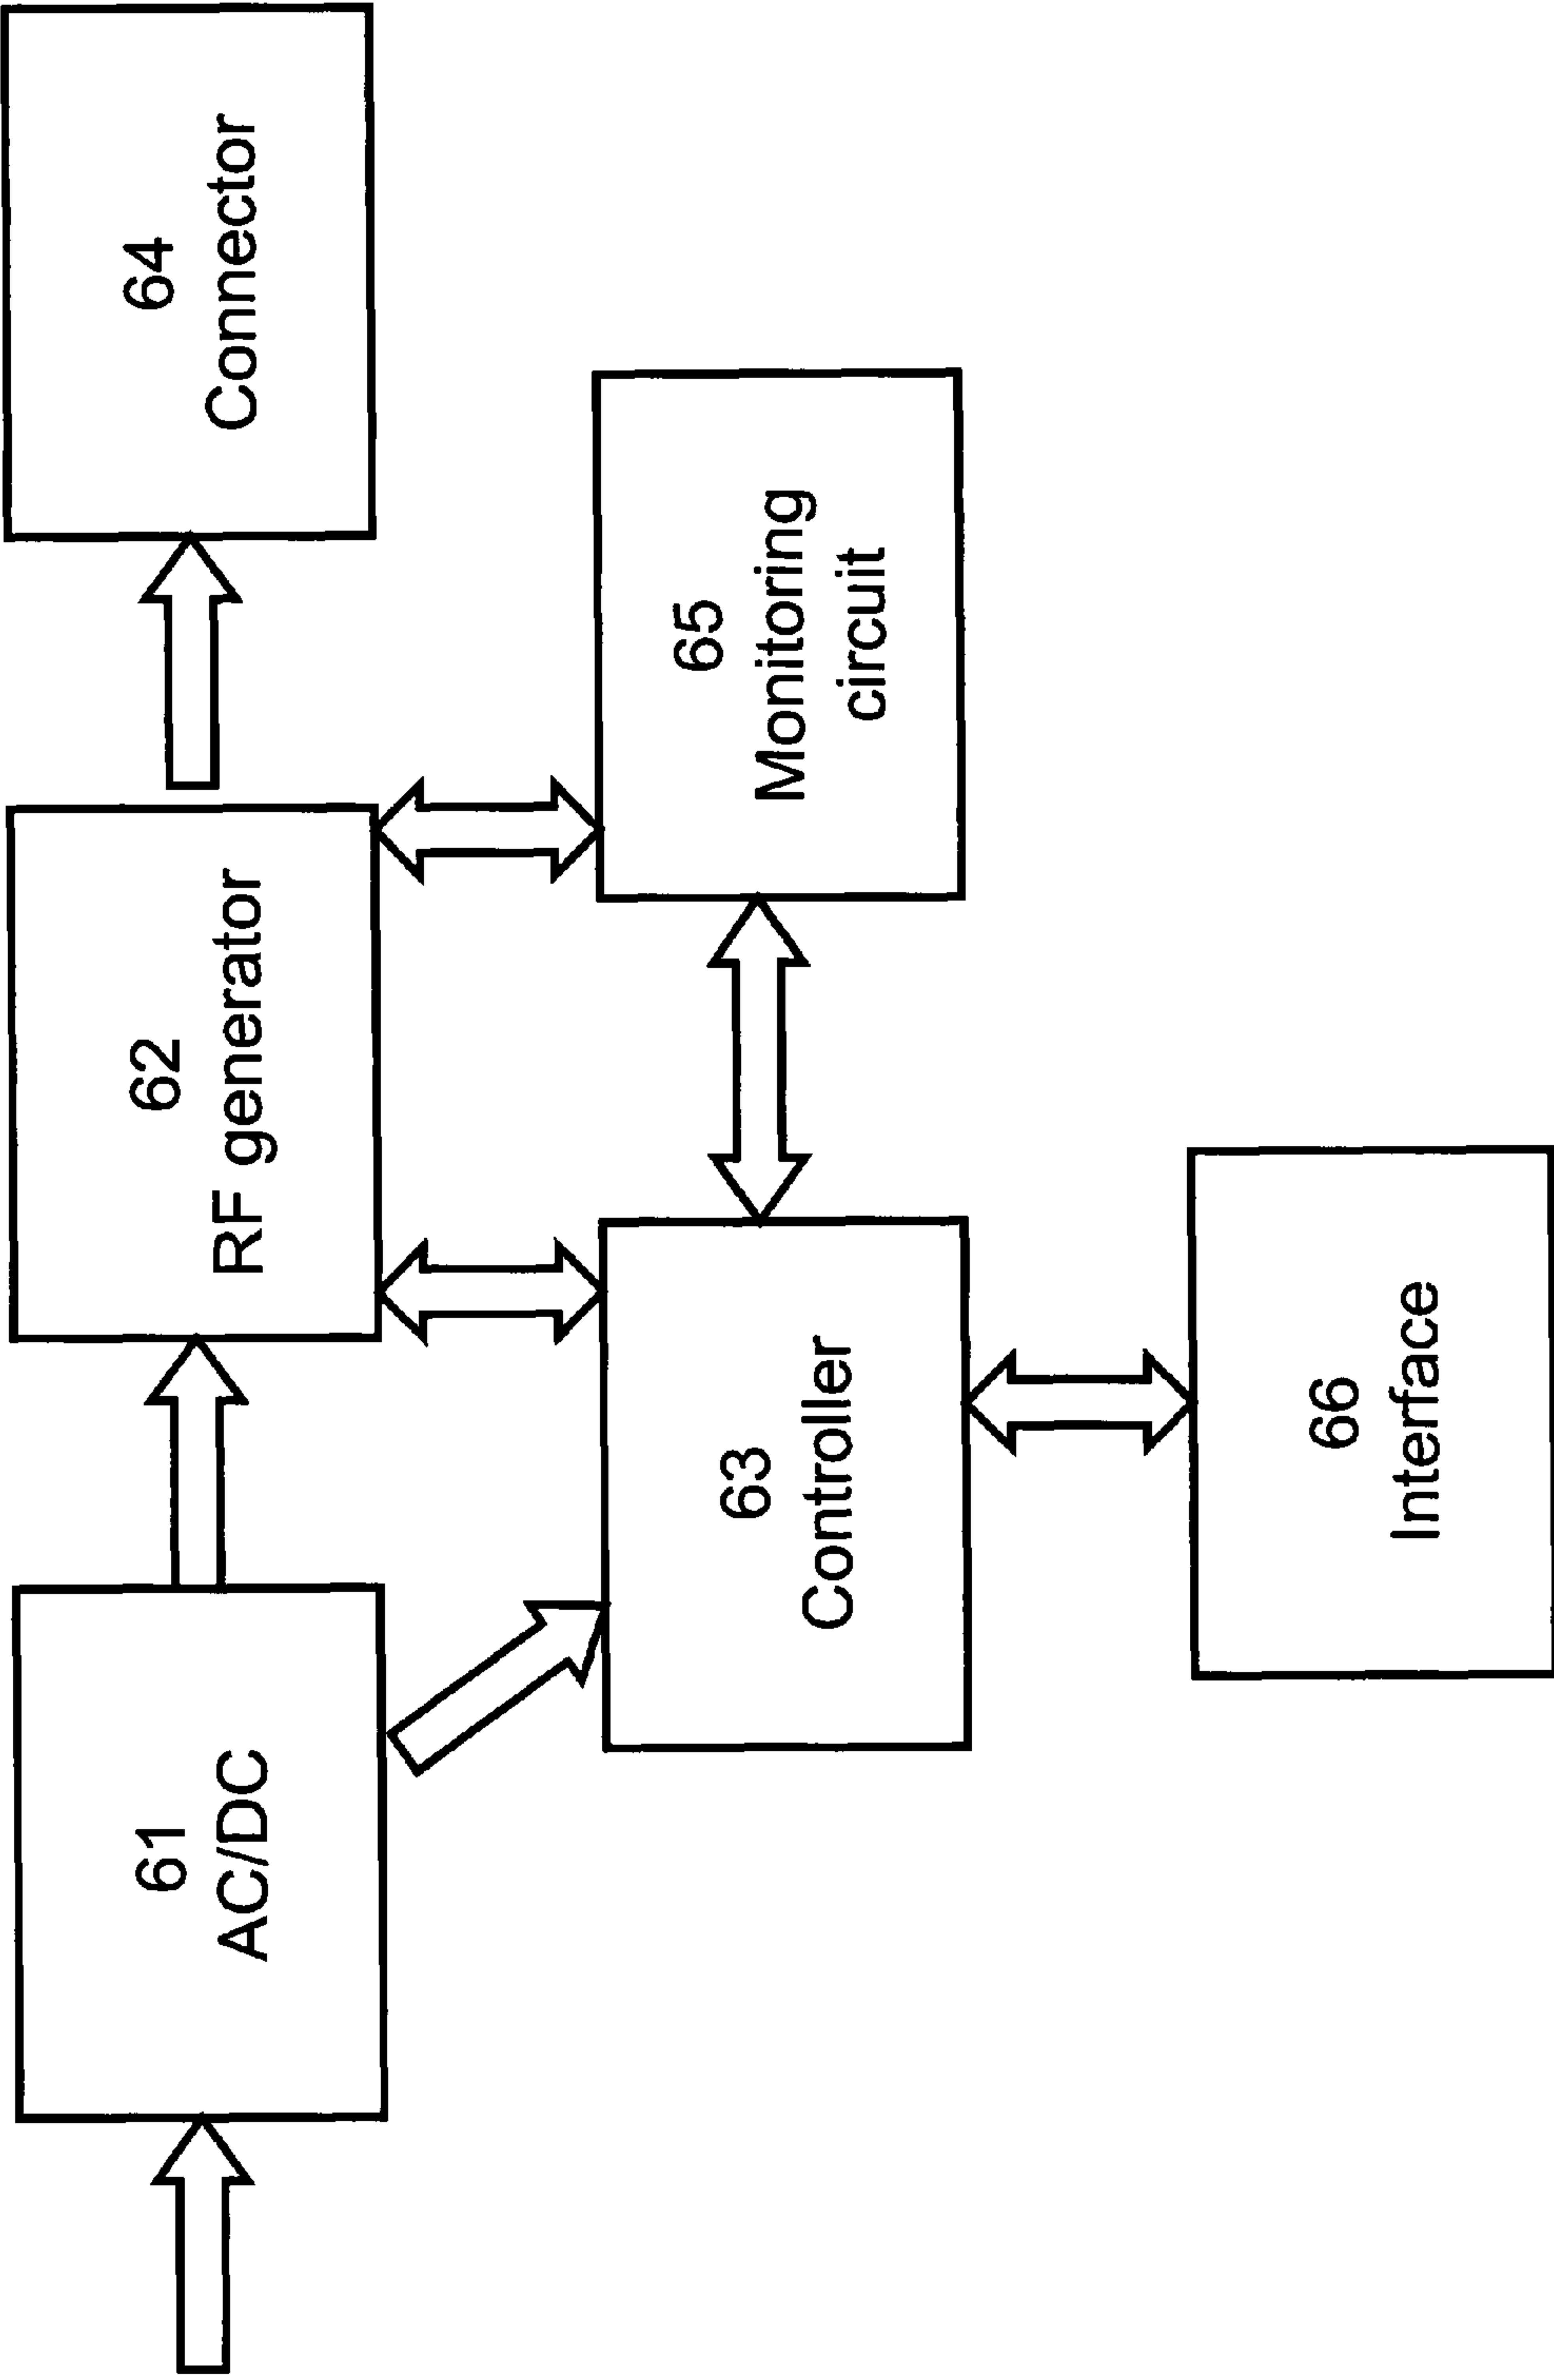 61
AC/DC
62
RF generator
64
Connector
63
Controller
65
Monitoring
circuit
66
Interface